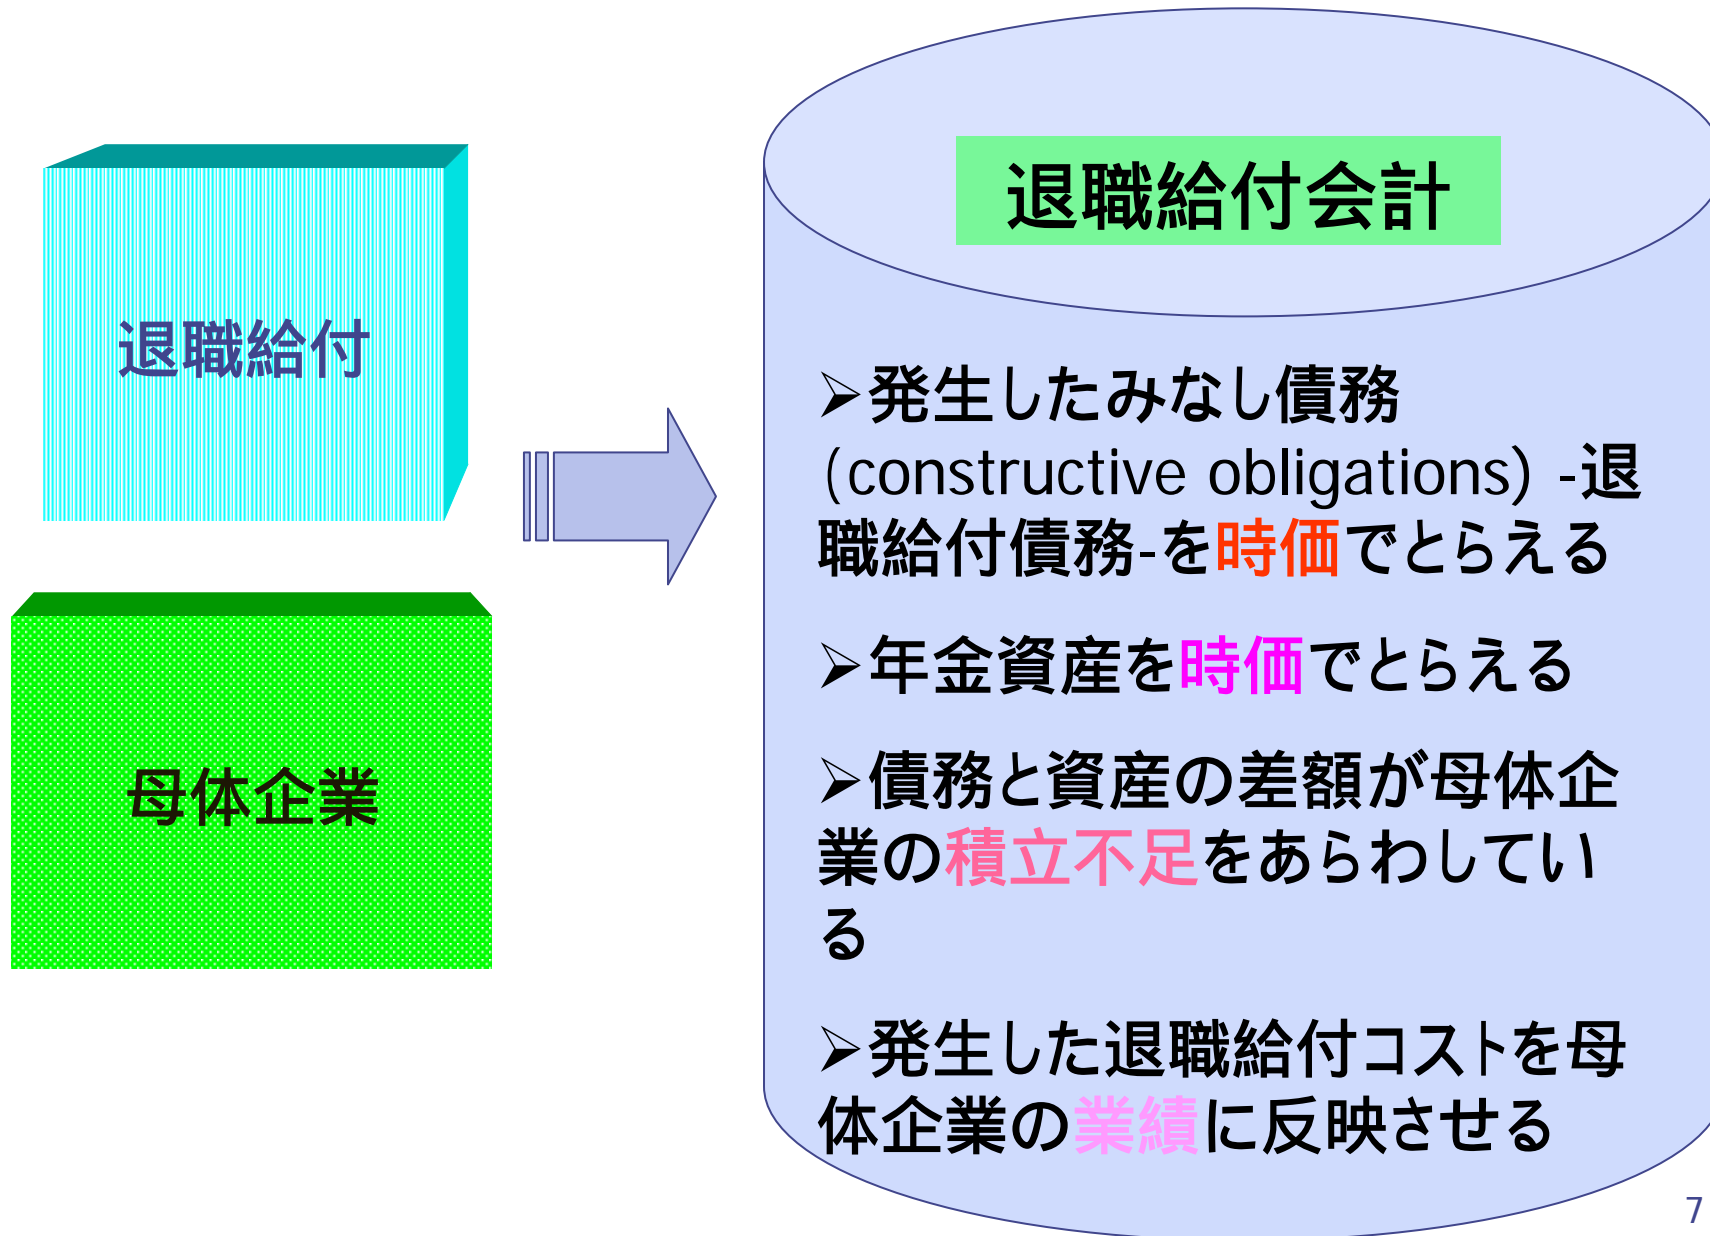 退職給付
母体企業
退職給付会計
➢発生したみなし債務
(constructive obligations) -退
職給付債務-を時価でとらえる
➢年金資産を時価でとらえる
➢債務と資産の差額が母体企
業の積立不足をあらわしてい
る
➢発生した退職給付コストを母
体企業の業績に反映させる
7